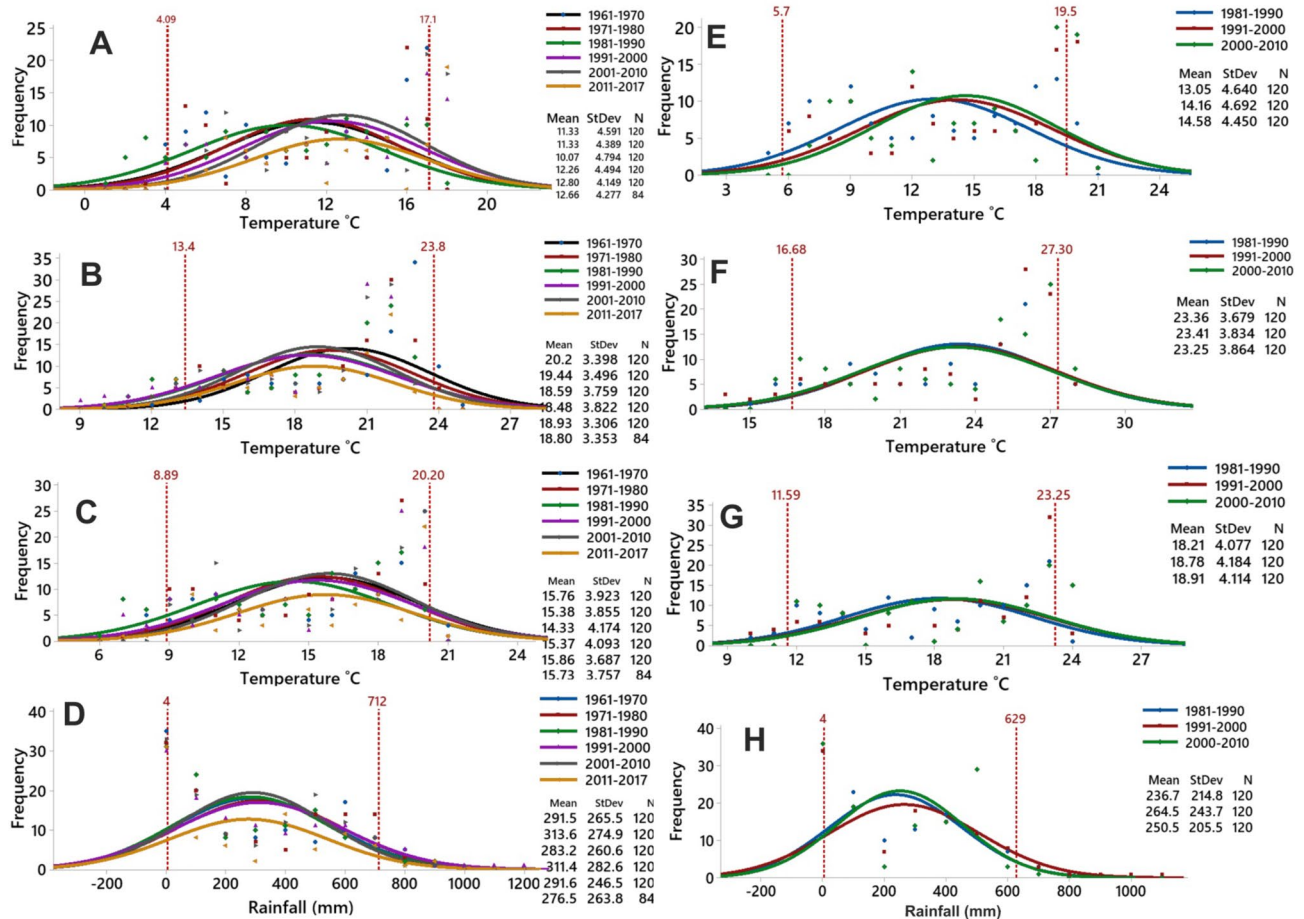 A
4.09
17.1
1961-1970
1971-1980
1981-1990
1991-2000
2001-2010
2011-2017
Mean StDev N
11.33 4.591 120
11.33 4.389 120
10.07 4.794 120
12.26 4.494 120
12.80 4.149 120
12.66 4.277 84
Frequency
25
20
15
10
5
0
0 4 8 12 16 20
Temperature °C
B
13.4
23.8
1961-1970
1971-1980
1981-1990
1991-2000
2001-2010
2011-2017
Mean StDev N
20.2 3.398 120
19.44 3.496 120
18.59 3.759 120
18.48 3.822 120
18.93 3.306 120
18.80 3.353 84
Frequency
35
30
25
20
15
10
5
0
9 12 15 18 21 24 27
Temperature °C
C
8.89
20.20
1961-1970
1971-1980
1981-1990
1991-2000
2001-2010
2011-2017
Mean StDev N
15.76 3.923 120
15.38 3.855 120
14.33 4.174 120
15.37 4.093 120
15.86 3.687 120
15.73 3.757 84
Frequency
30
25
20
15
10
5
0
6 9 12 15 18 21 24
Temperature °C
D
4
712
1961-1970
1971-1980
1981-1990
1991-2000
2001-2010
2011-2017
Mean StDev N
291.5 265.5 120
313.6 274.9 120
283.2 260.6 120
311.4 282.6 120
291.6 246.5 120
276.5 263.8 84
Frequency
40
30
20
10
0
-200 0 200 400 600 800 1000 1200
Rainfall (mm)
E
5.7
19.5
1981-1990
1991-2000
2000-2010
Mean StDev N
13.05 4.640 120
14.16 4.692 120
14.58 4.450 120
Frequency
20
15
10
5
0
3 6 9 12 15 18 21 24
Temperature °C
F
16.68
27.30
1981-1990
1991-2000
2000-2010
Mean StDev N
23.36 3.679 120
23.41 3.834 120
23.25 3.864 120
Frequency
30
25
20
15
10
5
0
15 18 21 24 27 30
Temperature °C
G
11.59
23.25
1981-1990
1991-2000
2000-2010
Mean StDev N
18.21 4.077 120
18.78 4.184 120
18.91 4.114 120
Frequency
35
30
25
20
15
10
5
0
9 12 15 18 21 24 27
Temperature °C
H
4
629
1981-1990
1991-2000
2000-2010
Mean StDev N
236.7 214.8 120
264.5 243.7 120
250.5 205.5 120
Frequency
40
30
20
10
0
-200 0 200 400 600 800 1000
Rainfall (mm)